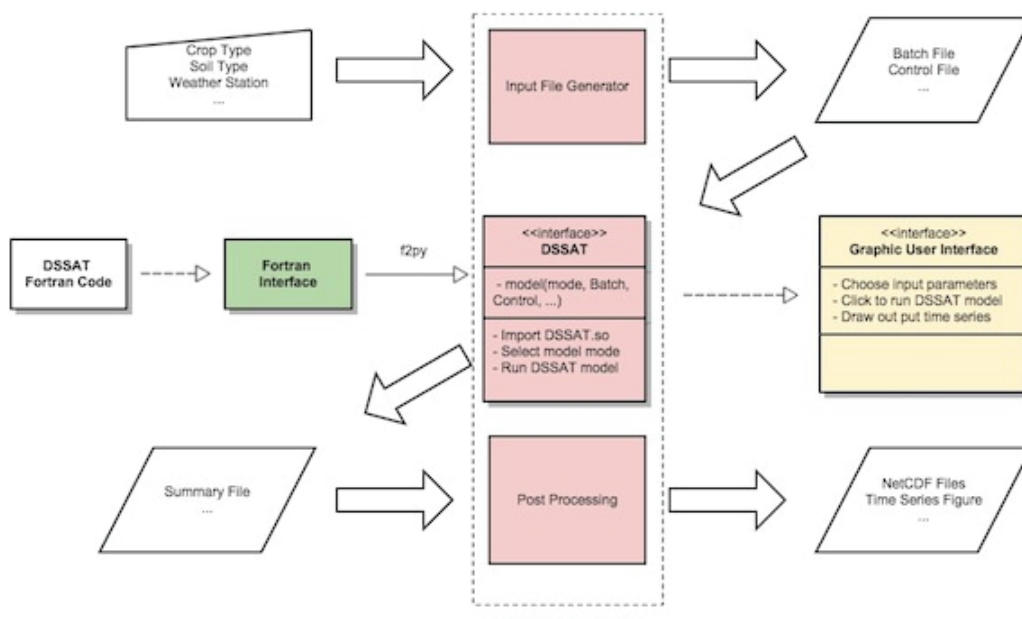 Crop Type
Soil Type
Weather Station
...
Input File Generator
Batch File
Control File
...
DSSAT
Fortran Code
Fortran
Interface
f2py
<<interface>>
DSSAT
- model(mode, Batch,
Control, ...)
- Import DSSAT.so
- Select model mode
- Run DSSAT model
<<interface>>
Graphic User Interface
- Choose input parameters
- Click to run DSSAT model
- Draw out put time series
Summary File
...
Post Processing
NetCDF Files
Time Series Figure
...